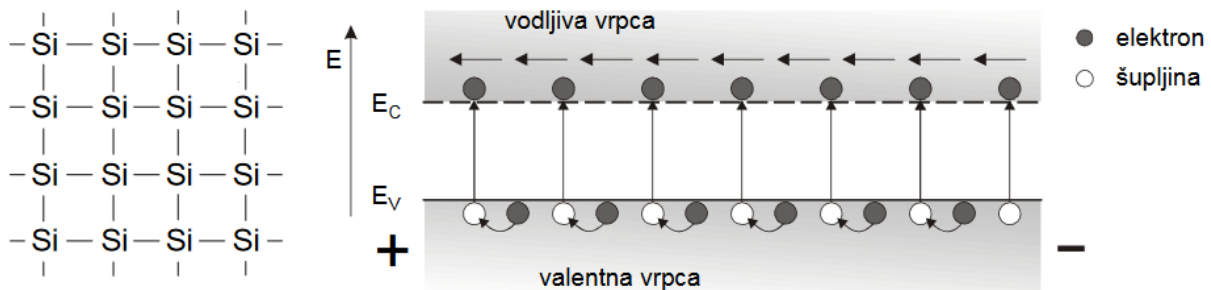 Si Si Si Si
Si Si Si Si
Si Si Si Si
Si Si Si Si
E
vodljiva vrpca
E_C
E_V
+
−
valentna vrpca
elektron
šupljina